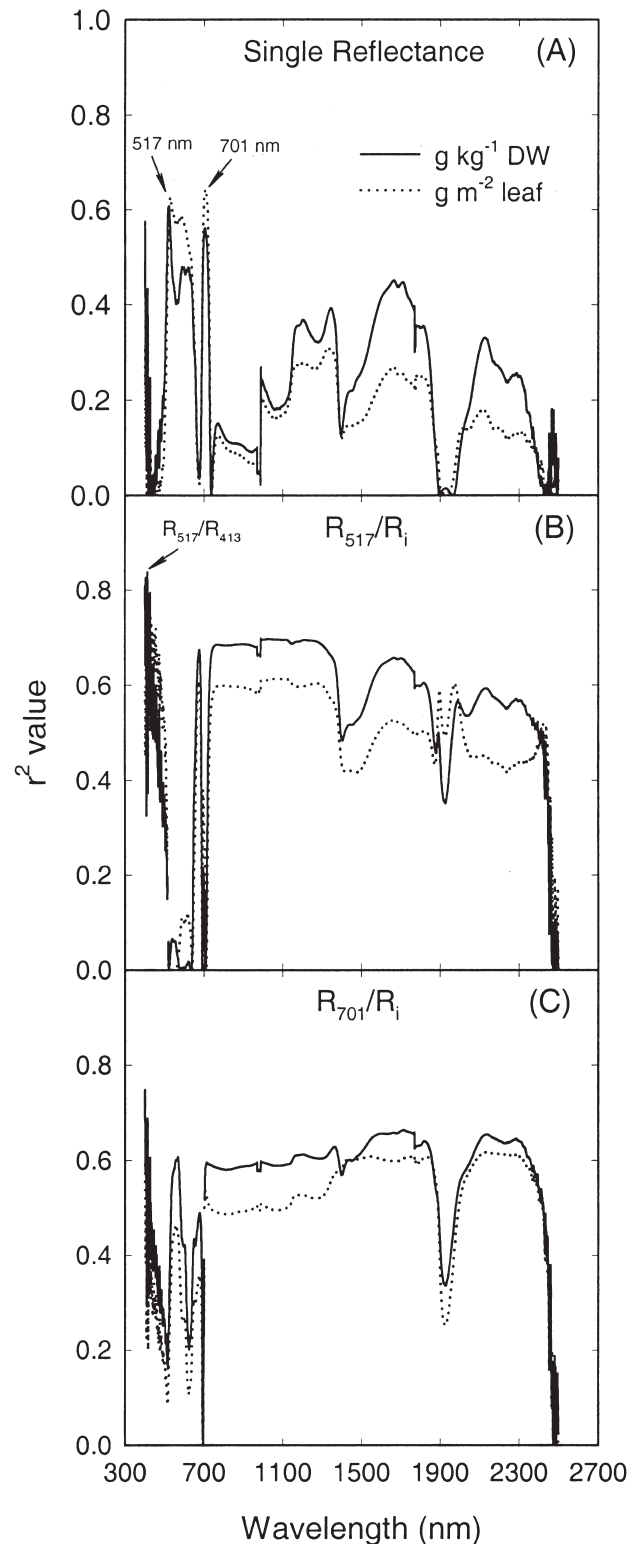 1.0
Single Reflectance (A)
0.8
517 nm
701 nm
g kg⁻¹ DW
g m⁻² leaf
0.6
0.4
0.2
0.0
R₅₁₇/Rᵢ (B)
R₅₁₇/R₄₁₃
0.8
0.6
0.4
0.2
0.0
r² value
R₇₀₁/Rᵢ (C)
0.8
0.6
0.4
0.2
0.0
300 700 1100 1500 1900 2300 2700
Wavelength (nm)